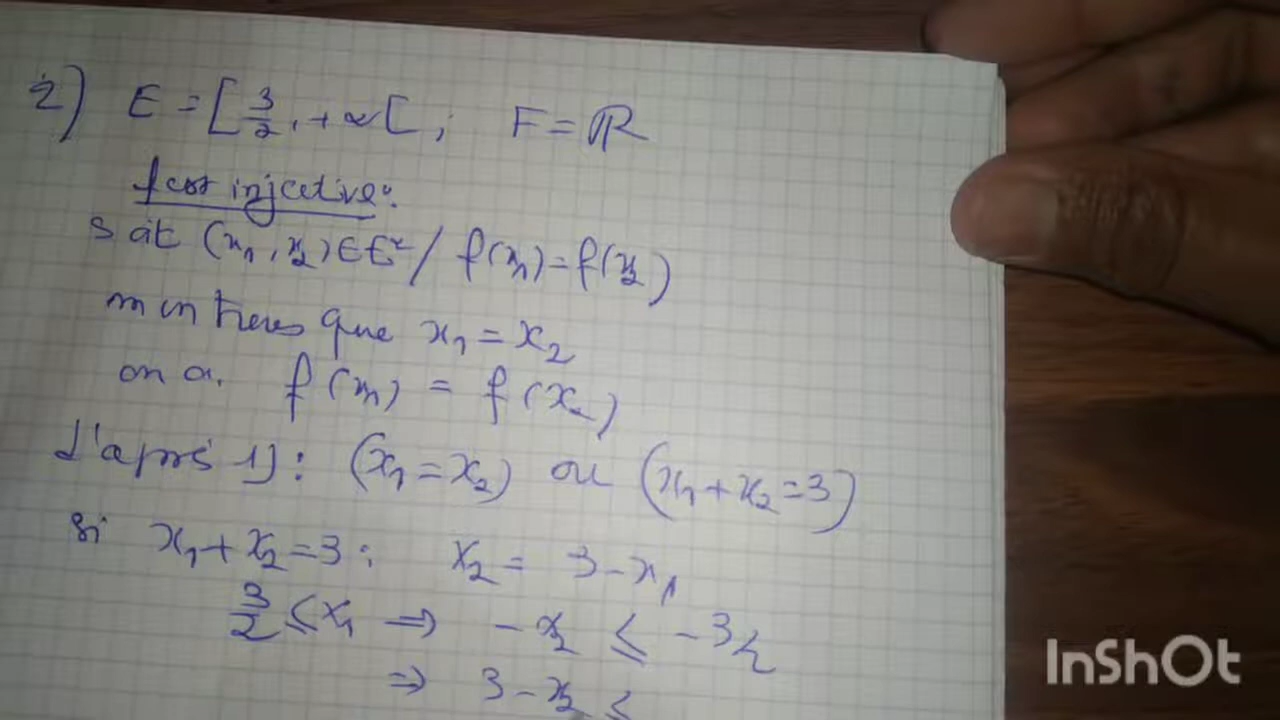 2) E = [3/2, +∞[ ; F = ℝ
f est injective:
soit (x₁, x₂) ∈ E² / f(x₁) = f(x₂)
montrons que x₁ = x₂
on a. f(x₁) = f(x₂)
d'après 1): (x₁ = x₂) ou (x₁ + x₂ = 3)
si x₁ + x₂ = 3 : x₂ = 3 - x₁
3/2 ≤ x₁ ⇒ - x₂ ≤ - 3/2
⇒ 3 - x₂ ≤
InShOt